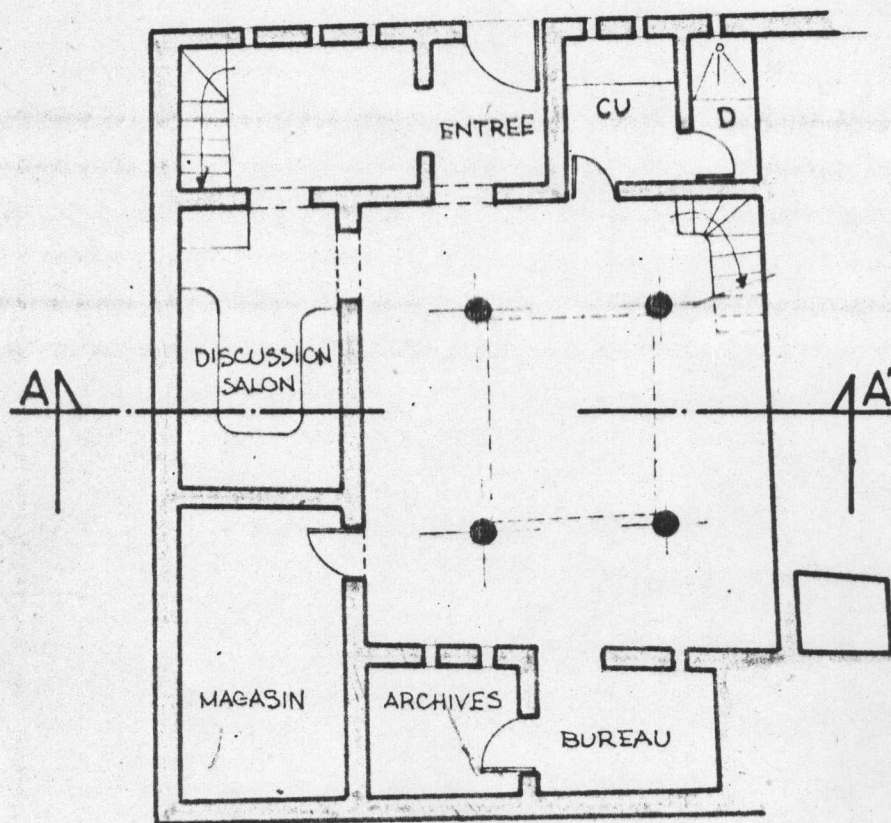 ENTREE
CU
D
DISCUSSION
SALON
A
A'
MAGASIN
ARCHIVES
BUREAU